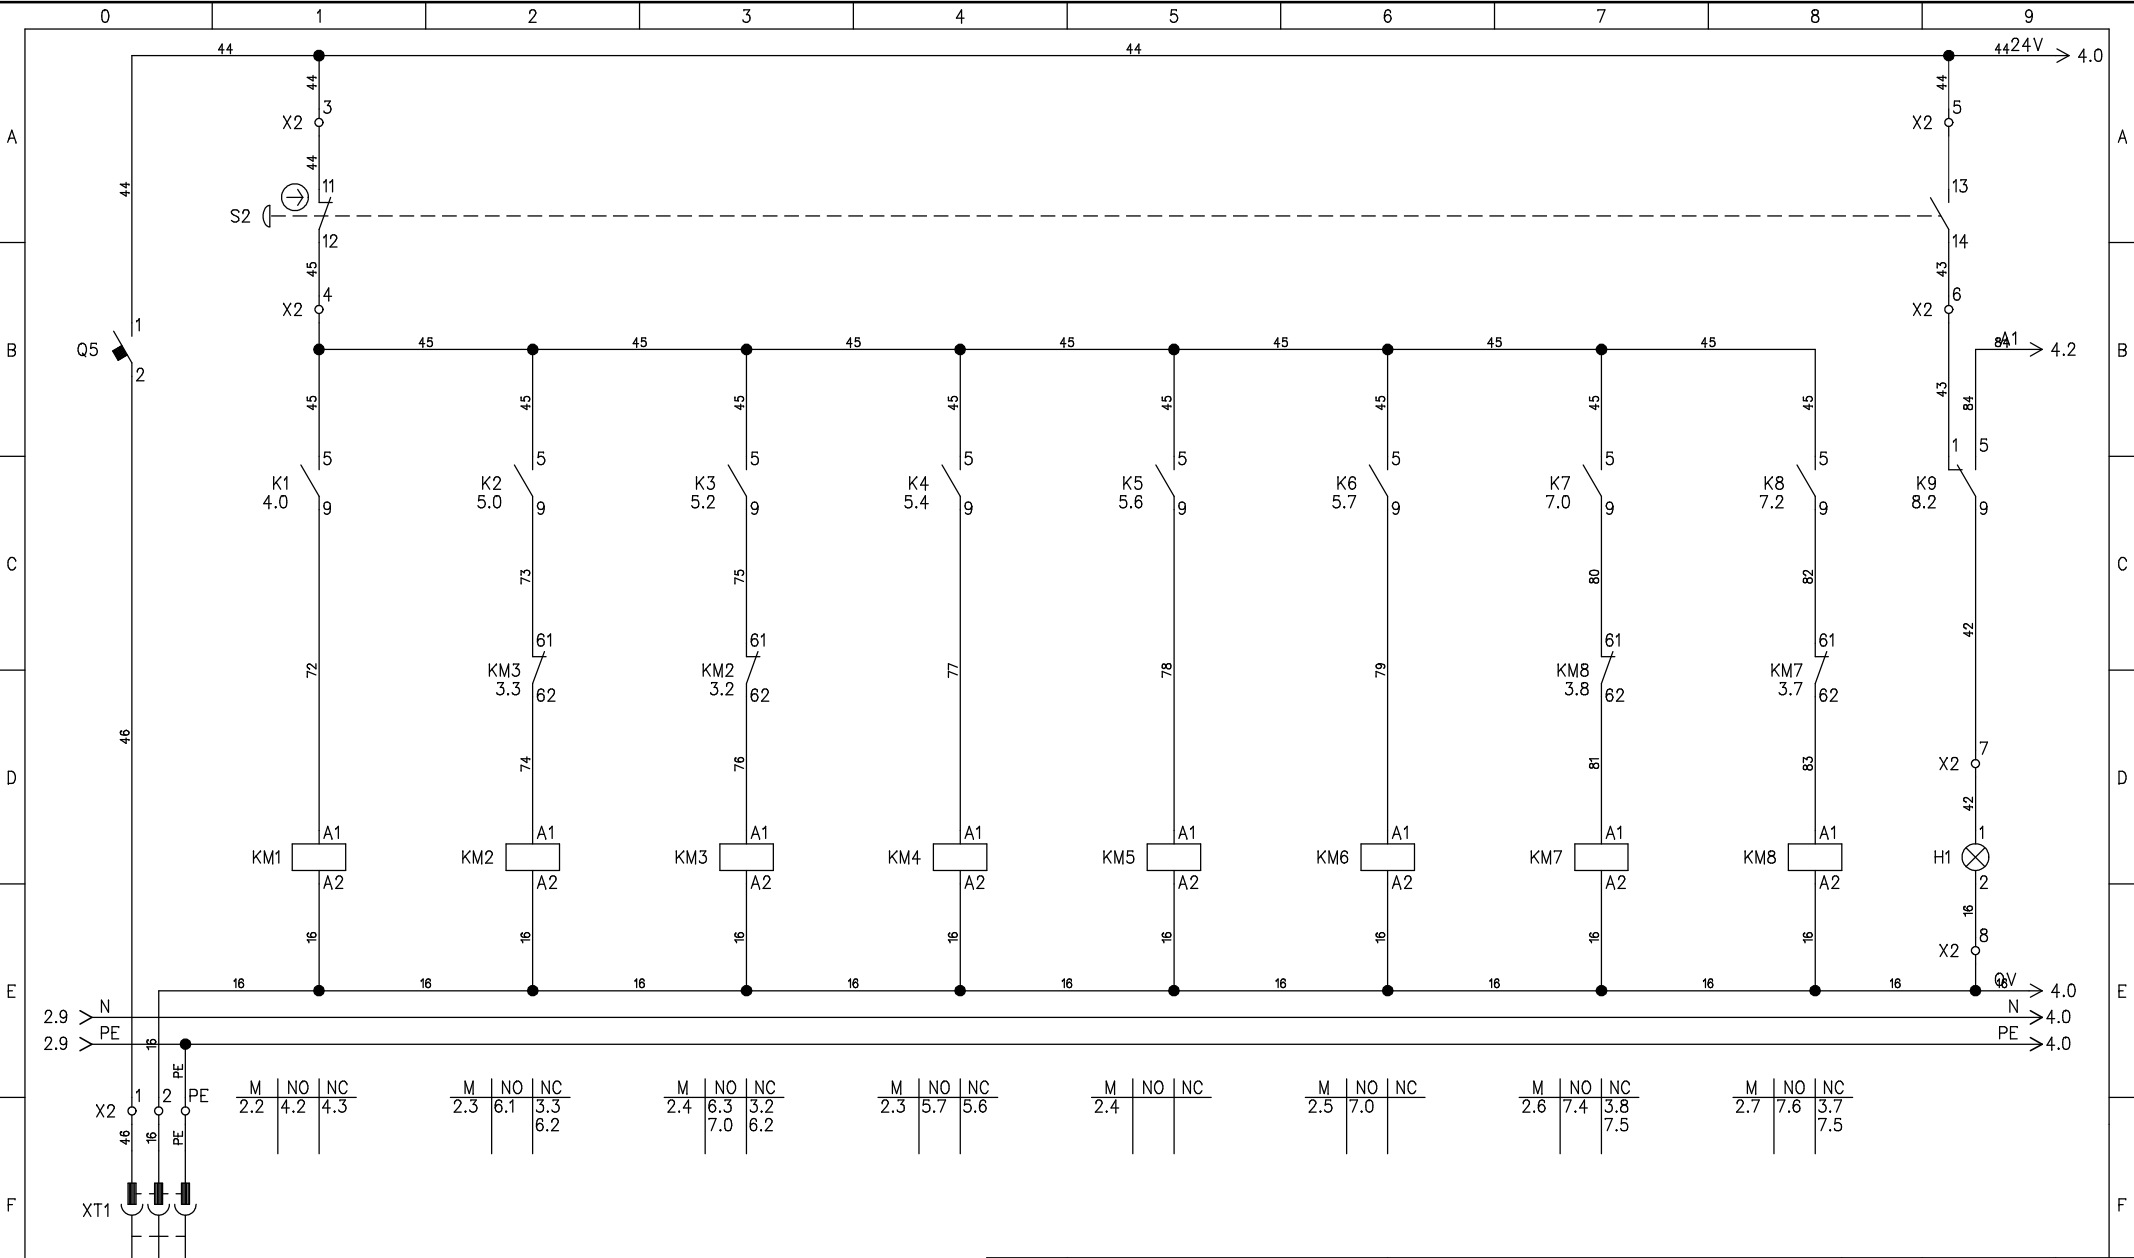 0 1 2 3 4 5 6 7 8 9
44 44 44 24V 4.0
44 44
3 5
X2 X2
A A
44
44 11 13
S2
12 14
45 43
4 6
X2 X2
1 A1
Q5 45 45 45 45 45 45 45 84 4.2
B B
2
45 45 45 45 45 45 45 45 43 84
5 5 5 5 5 5 5 5 1 5
K1 K2 K3 K4 K5 K6 K7 K8 K9
4.0 5.0 5.2 5.4 5.6 5.7 7.0 7.2 8.2
9 9 9 9 9 9 9 9 9
C C
73 75 80 82
42
61 61 61 61
72 KM3 KM2 77 78 79 KM8 KM7
3.3 3.2 3.8 3.7
62 62 62 62
46
7
74 76 81 83 X2
D D
42
A1 A1 A1 A1 A1 A1 A1 A1 1
KM1 KM2 KM3 KM4 KM5 KM6 KM7 KM8 H1
A2 A2 A2 A2 A2 A2 A2 A2 2
16 16 16 16 16 16 16 16 16
8
X2
16 16 16 16 16 16 16 16 16 16 0V 4.0
E E
2.9 N N 4.0
2.9 PE PE 4.0
16 PE
M NO NC M NO NC M NO NC M NO NC M NO NC M NO NC M NO NC M NO NC
1 2 PE
X2 2.2 4.2 4.3 2.3 6.1 3.3 2.4 6.3 3.2 2.3 5.7 5.6 2.4 2.5 7.0 2.6 7.4 3.8 2.7 7.6 3.7
6.2 7.0 6.2 7.5 7.5
46 16 PE
XT1
F F